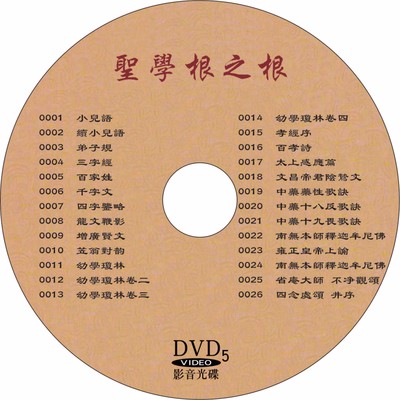 聖學根之根
0001 小兒語
0002 續小兒語
0003 弟子規
0004 三字經
0005 百家姓
0006 千字文
0007 四字鑒略
0008 龍文鞭影
0009 增廣賢文
0010 笠翁對韵
0011 幼學瓊林
0012 幼學瓊林卷二
0013 幼學瓊林卷三
0014 幼學瓊林卷四
0015 孝經序
0016 百孝詩
0017 太上感應篇
0018 文昌帝君陰騭文
0019 中藥藥性歌訣
0020 中藥十八反歌訣
0021 中藥十九畏歌訣
0022 南無本師釋迦牟尼佛
0023 雍正皇帝上諭
0024 南無本師釋迦牟尼佛
0025 省庵大師 不凈觀頌
0026 四念處頌 并序
DVD5
VIDEO
影音光碟